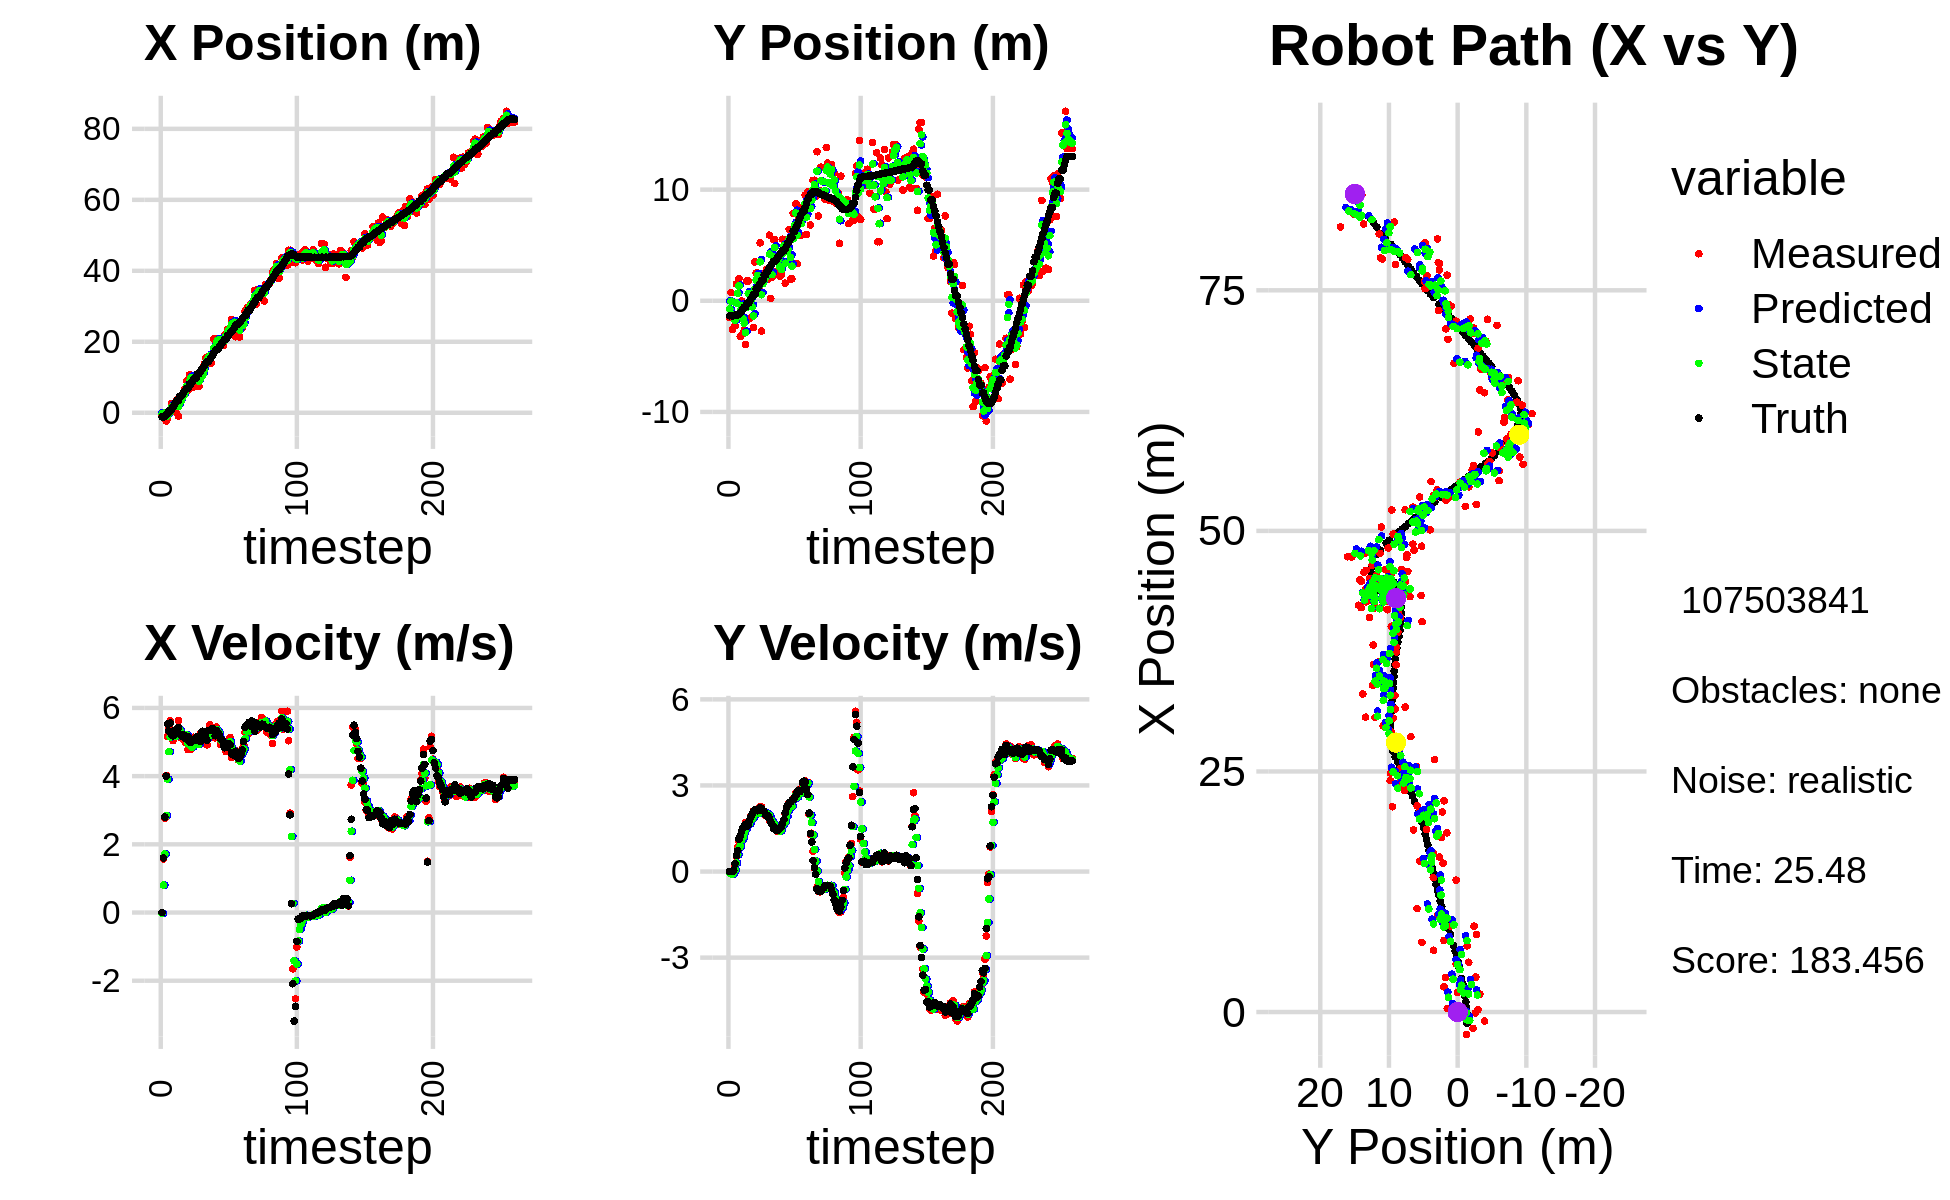 X Position (m)
80
60
40
20
0
0
100
200
timestep
Y Position (m)
10
0
-10
0
100
200
timestep
X Velocity (m/s)
6
4
2
0
-2
0
100
200
timestep
Y Velocity (m/s)
6
3
0
-3
0
100
200
timestep
Robot Path (X vs Y)
X Position (m)
75
50
25
0
20 10 0 -10 -20
Y Position (m)
variable
Measured
Predicted
State
Truth
107503841
Obstacles: none
Noise: realistic
Time: 25.48
Score: 183.456